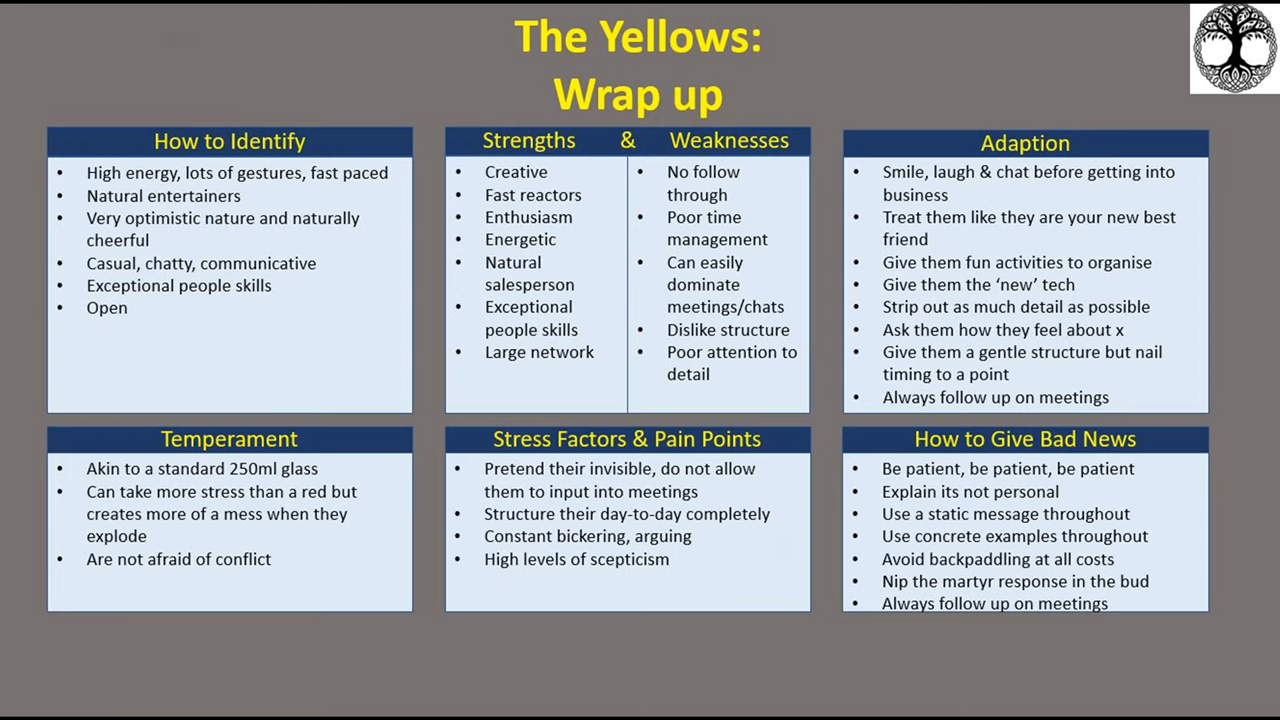 The Yellows:
Wrap up
How to Identify
• High energy, lots of gestures, fast paced
• Natural entertainers
• Very optimistic nature and naturally
cheerful
• Casual, chatty, communicative
• Exceptional people skills
• Open
Strengths & Weaknesses
• Creative
• Fast reactors
• Enthusiasm
• Energetic
• Natural
salesperson
• Exceptional
people skills
• Large network
• No follow
through
• Poor time
management
• Can easily
dominate
meetings/chats
• Dislike structure
• Poor attention to
detail
Adaption
• Smile, laugh & chat before getting into
business
• Treat them like they are your new best
friend
• Give them fun activities to organise
• Give them the ‘new’ tech
• Strip out as much detail as possible
• Ask them how they feel about x
• Give them a gentle structure but nail
timing to a point
• Always follow up on meetings
Temperament
• Akin to a standard 250ml glass
• Can take more stress than a red but
creates more of a mess when they
explode
• Are not afraid of conflict
Stress Factors & Pain Points
• Pretend their invisible, do not allow
them to input into meetings
• Structure their day-to-day completely
• Constant bickering, arguing
• High levels of scepticism
How to Give Bad News
• Be patient, be patient, be patient
• Explain its not personal
• Use a static message throughout
• Use concrete examples throughout
• Avoid backpaddling at all costs
• Nip the martyr response in the bud
• Always follow up on meetings